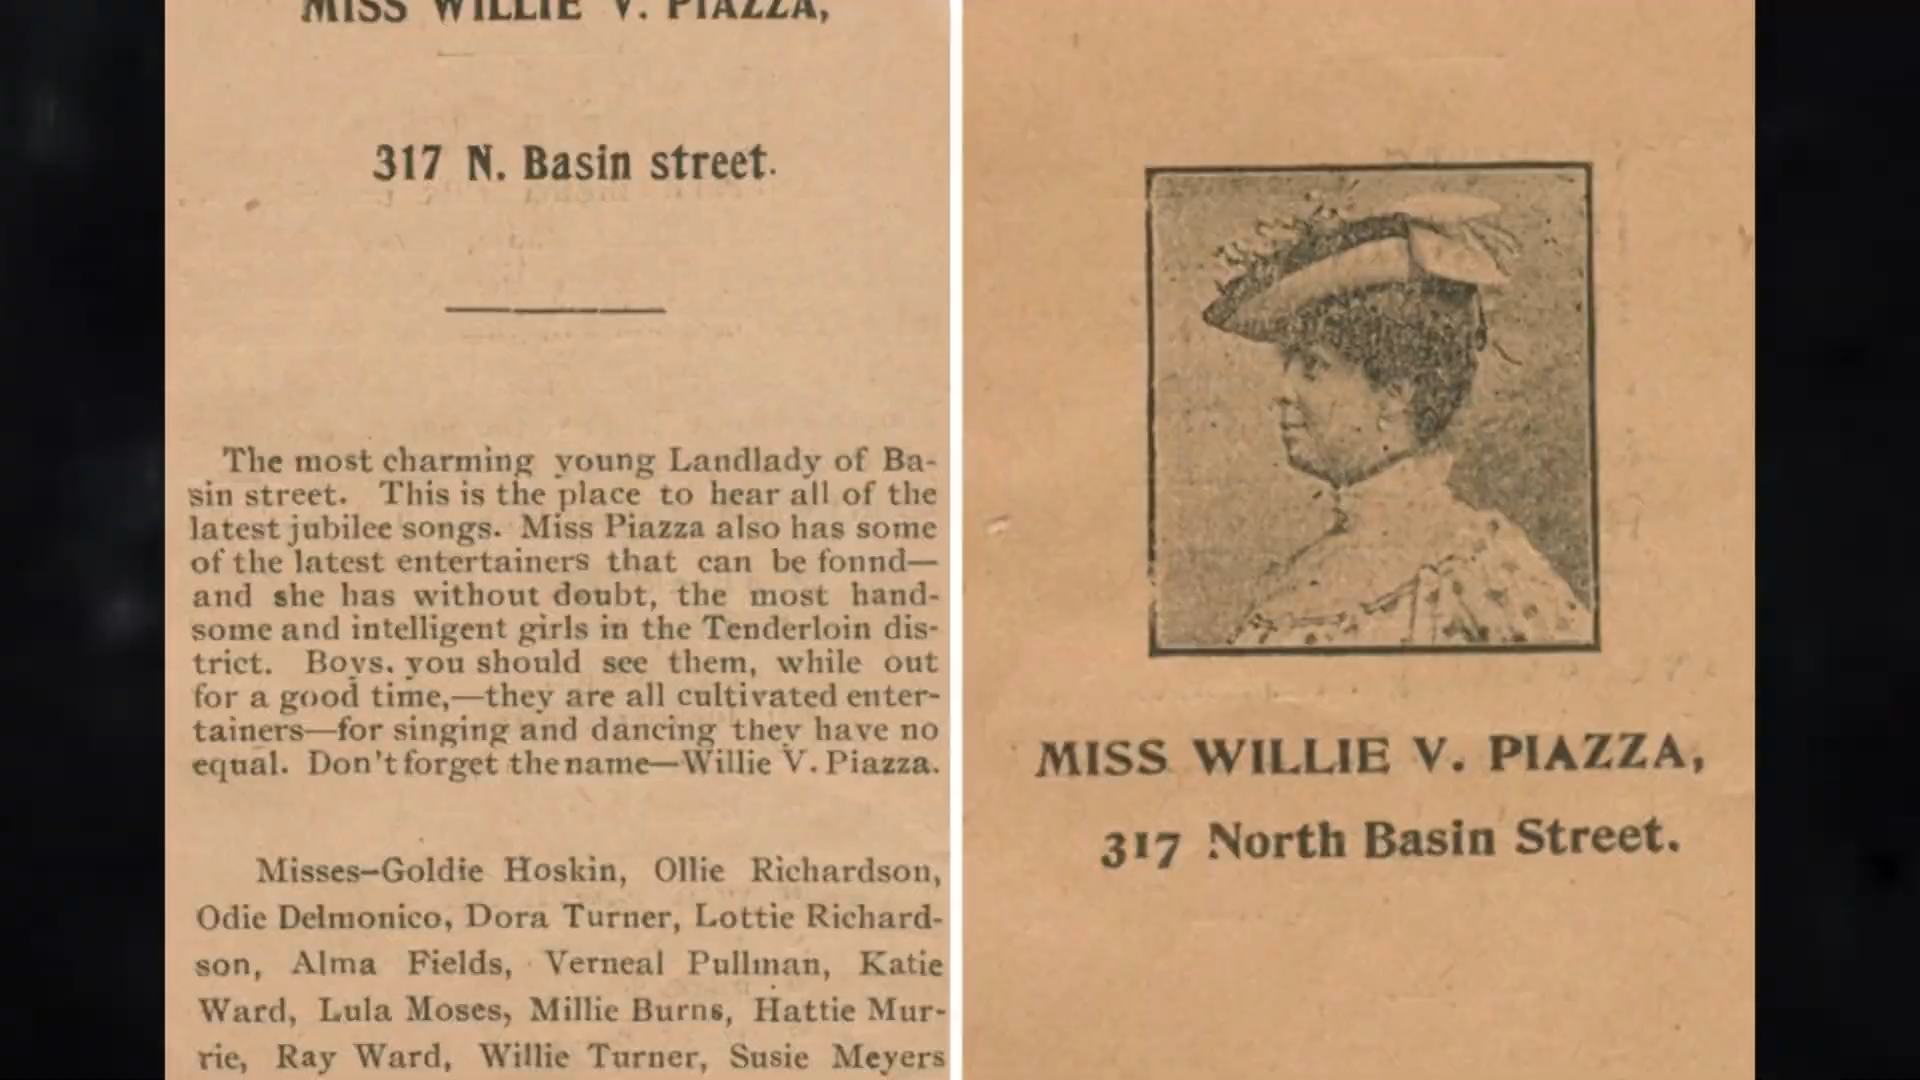 MISS WILLIE V. PIAZZA,
317 N. Basin street.
The most charming young Landlady of Ba-
sin street. This is the place to hear all of the
latest jubilee songs. Miss Piazza also has some
of the latest entertainers that can be fonnd—
and she has without doubt, the most hand-
some and intelligent girls in the Tenderloin dis-
trict. Boys, you should see them, while out
for a good time,—they are all cultivated enter-
tainers—for singing and dancing they have no
equal. Don't forget the name—Willie V. Piazza.
Misses—Goldie Hoskin, Ollie Richardson,
Odie Delmonico, Dora Turner, Lottie Richard-
son, Alma Fields, Verneal Pullman, Katie
Ward, Lula Moses, Millie Burns, Hattie Mur-
rie, Ray Ward, Willie Turner, Susie Meyers
MISS WILLIE V. PIAZZA,
317 North Basin Street.